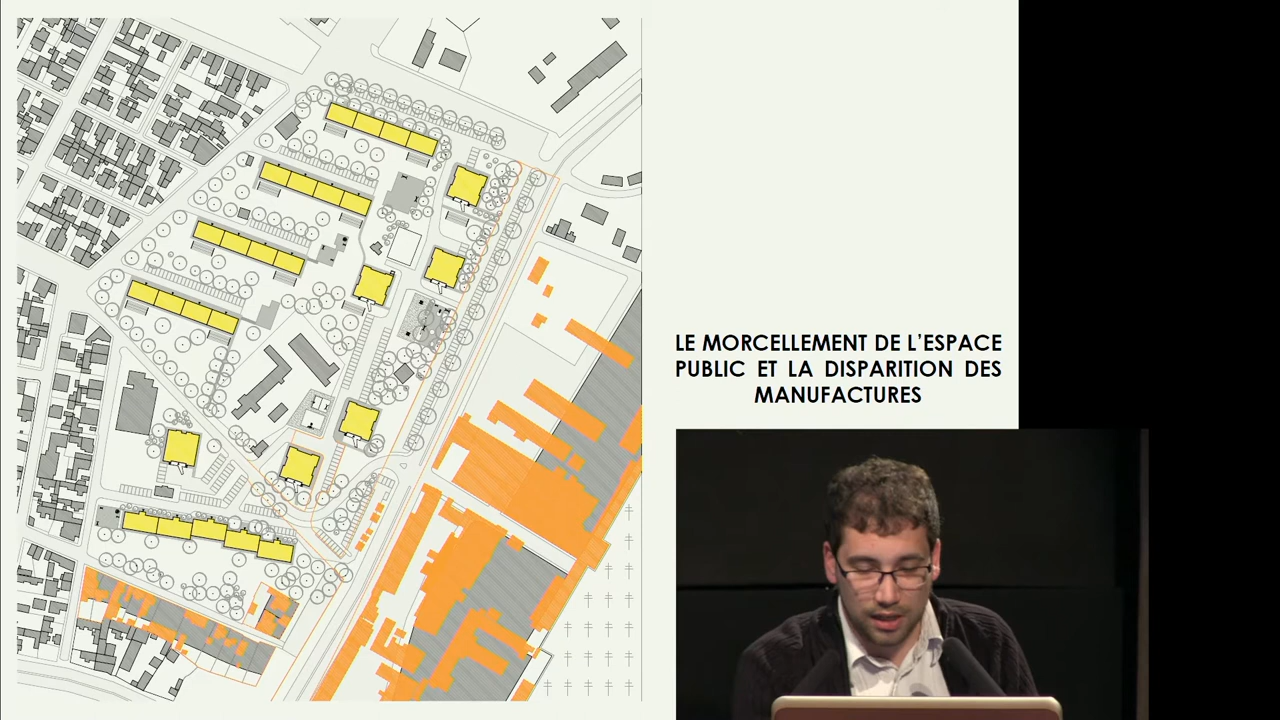 LE MORCELLEMENT DE L'ESPACE
PUBLIC ET LA DISPARITION DES
MANUFACTURES